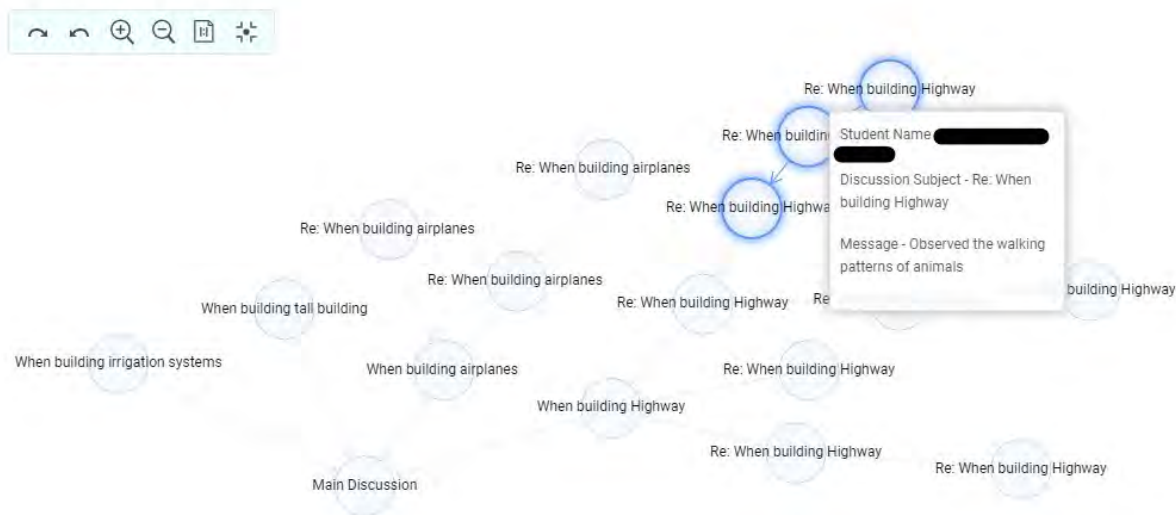 Re: When building Highway
Re: When building
Student Name
Discussion Subject - Re: When
building Highway
Message - Observed the walking
patterns of animals
Re: When building airplanes
Re: When building Highwa
Re: When building airplanes
Re: When building airplanes
Re: When building Highway
Re
building Highway
When building tall building
When building irrigation systems
When building airplanes
Re: When building Highway
When building Highway
Re: When building Highway
Re: When building Highway
Main Discussion